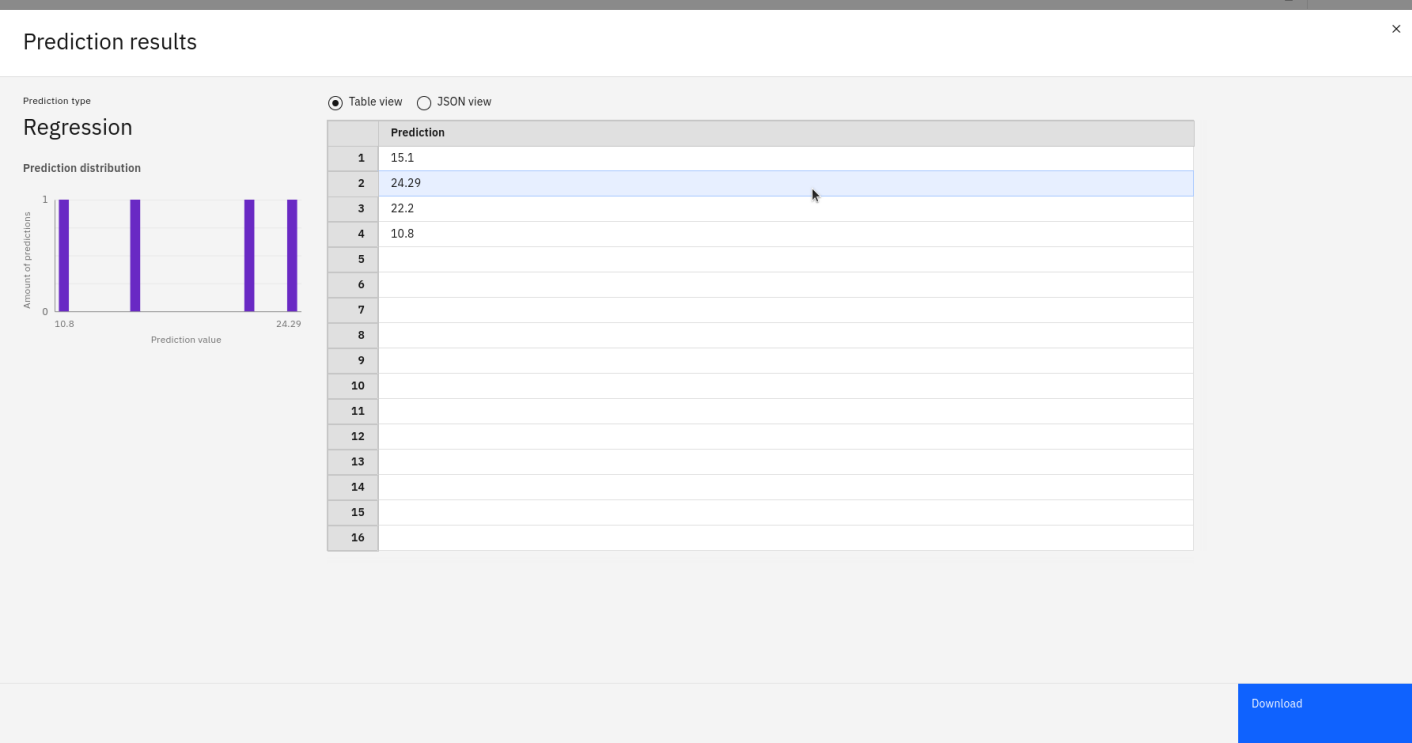 Prediction results
Prediction type
Regression
Prediction distribution
Amount of predictions
1
0
10.8 24.29
Prediction value
Table view JSON view
Prediction
1 15.1
2 24.29
3 22.2
4 10.8
5
6
7
8
9
10
11
12
13
14
15
16
Download